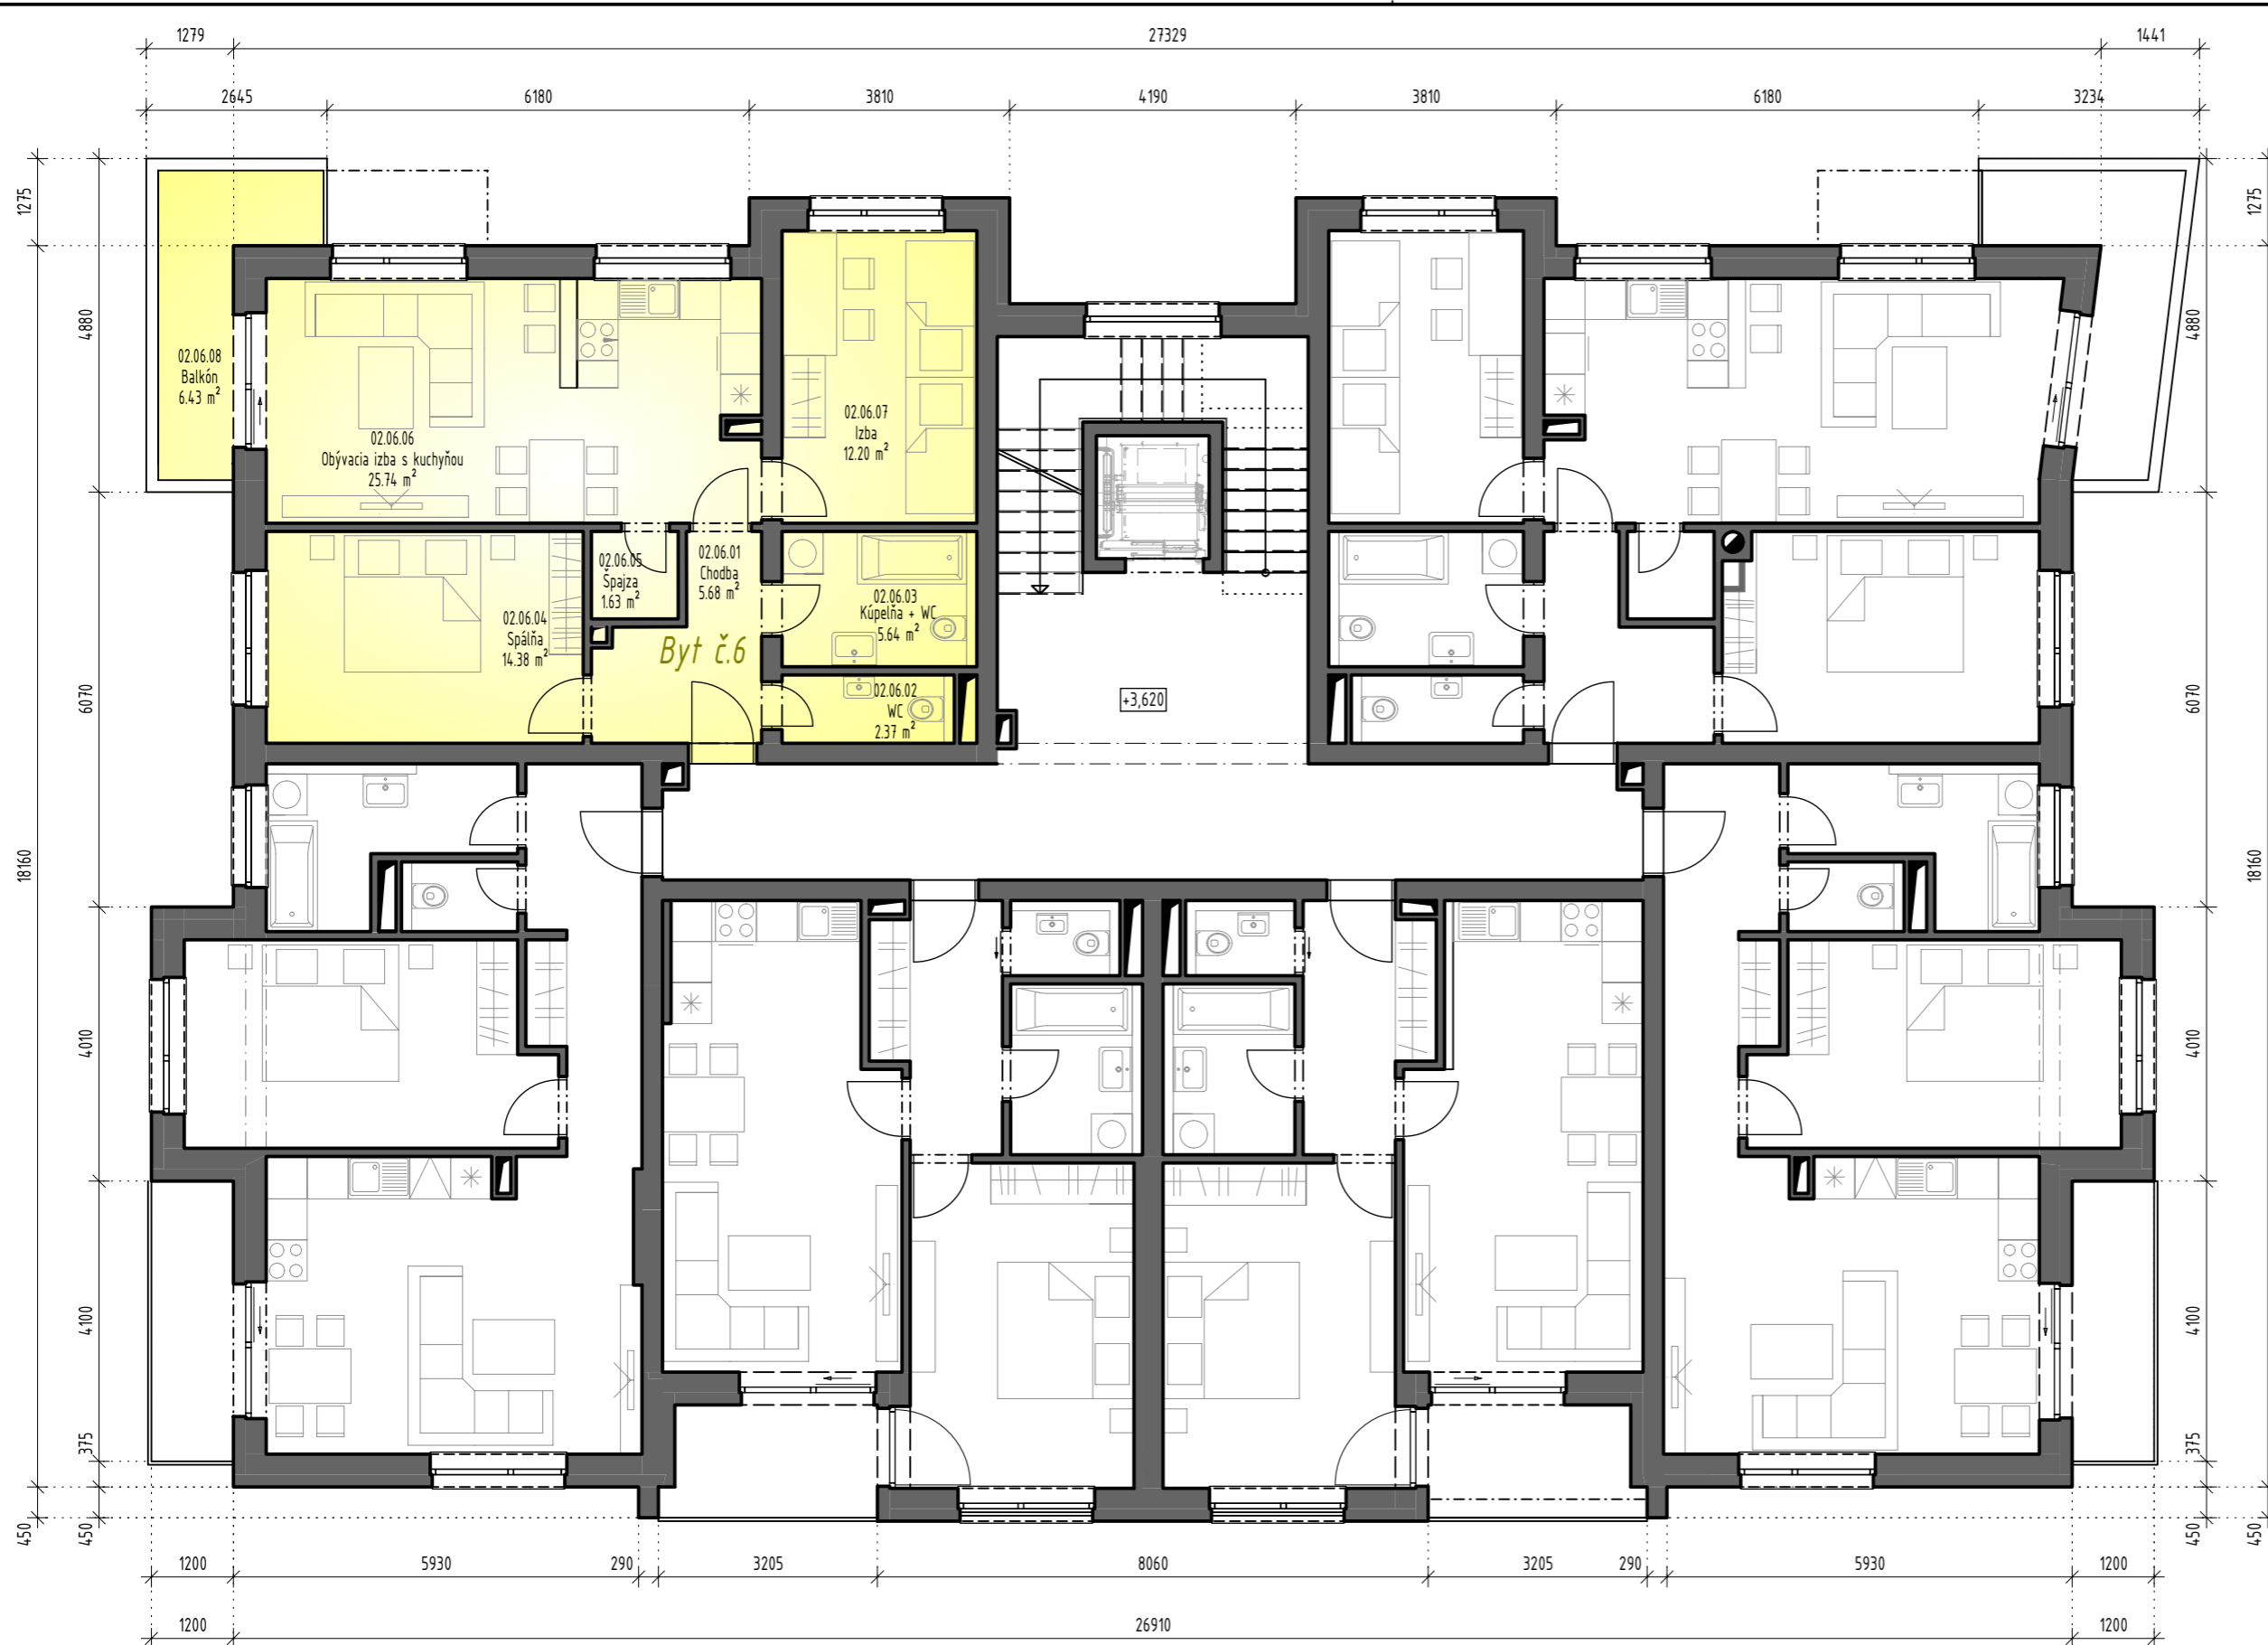 1279
27329
1441
2645
6180
3810
4190
3810
6180
3234
1275
18160
450
4880
6070
4010
4100
375
450
02.06.08
Balkón
6.43 m²
02.06.06
Obývacia izba s kuchyňou
25.74 m²
02.06.07
Izba
12.20 m²
02.06.05
Špajza
1.63 m²
02.06.01
Chodba
5.68 m²
02.06.03
Kúpelňa + WC
5.64 m²
02.06.04
Spálňa
14.38 m²
Byt č.6
02.06.02
WC
2.37 m²
+3,620
4880
6070
4010
4100
375
450
1275
18160
450
1200
5930
290
3205
8060
3205
290
5930
1200
1200
26910
1200